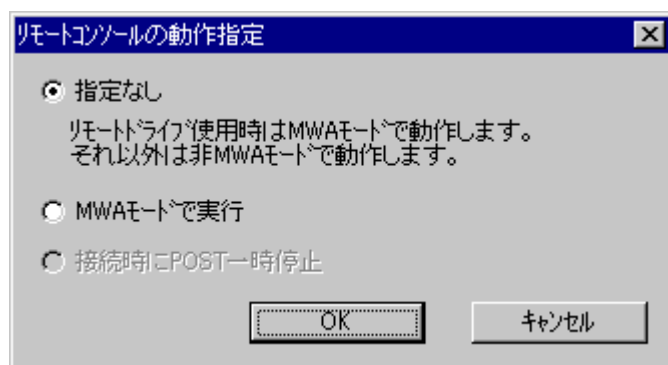 ﾘﾓｰﾄｺﾝｿｰﾙの動作指定
指定なし
ﾘﾓｰﾄﾄﾞﾗｲﾌﾞ使用時はMWAﾓｰﾄﾞで動作します。
それ以外は非MWAﾓｰﾄﾞで動作します。
MWAﾓｰﾄﾞで実行
接続時にPOST一時停止
OK
ｷｬﾝｾﾙ